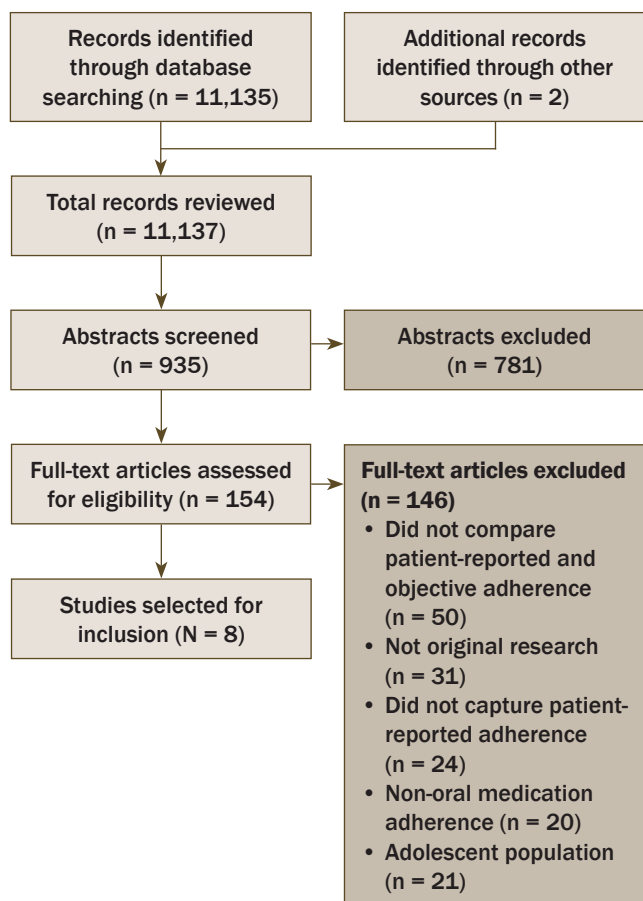 Records identified
through database
searching (n = 11,135)
Additional records
identified through other
sources (n = 2)
Total records reviewed
(n = 11,137)
Abstracts screened
(n = 935)
Abstracts excluded
(n = 781)
Full-text articles assessed
for eligibility (n = 154)
Full-text articles excluded
(n = 146)
• Did not compare
patient-reported and
objective adherence
(n = 50)
• Not original research
(n = 31)
• Did not capture patient-
reported adherence
(n = 24)
• Non-oral medication
adherence (n = 20)
• Adolescent population
(n = 21)
Studies selected for
inclusion (N = 8)